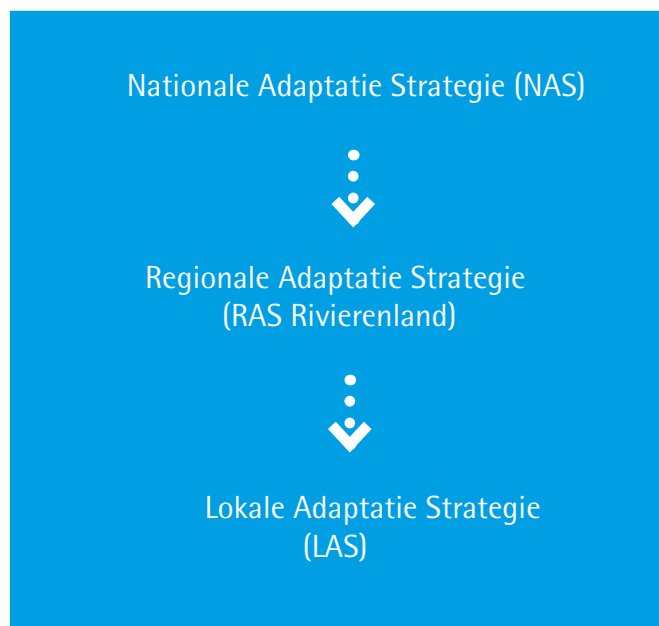 Nationale Adaptatie Strategie (NAS)
Regionale Adaptatie Strategie
(RAS Rivierenland)
Lokale Adaptatie Strategie
(LAS)